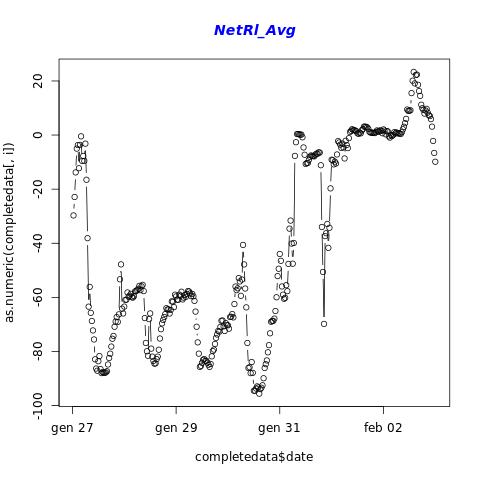 NetRl_Avg
20
0
-20
-40
-60
-80
-100
as.numeric(completedata[, i])
gen 27
gen 29
gen 31
feb 02
completedata$date